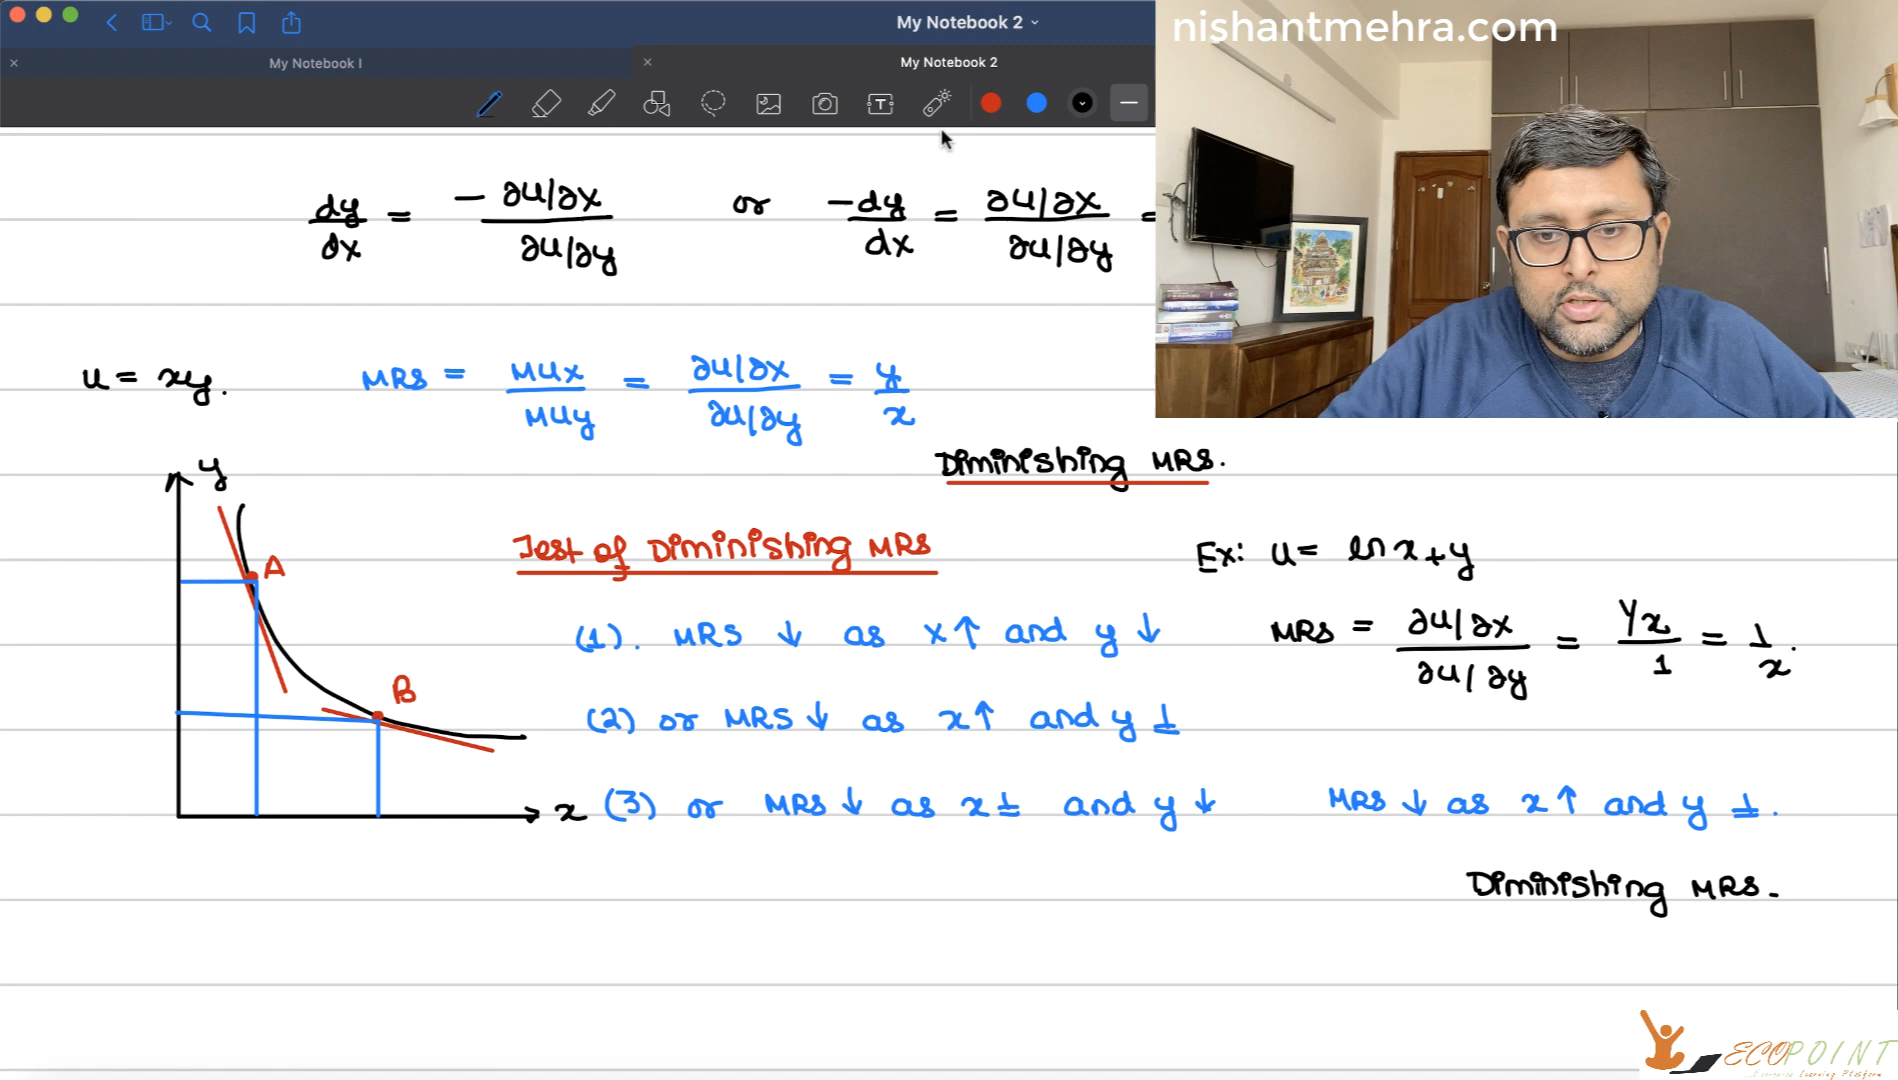 My Notebook 2
nishantmehra.com
My Notebook I
My Notebook 2
dy/dx = - ∂u/∂x / ∂u/∂y or -dy/dx = ∂u/∂x / ∂u/∂y =
u = xy. MRS = MUx/MUy = ∂u/∂x / ∂u/∂y = y/x
Diminishing MRS.
y
A
B
x
Test of Diminishing MRS
(1). MRS ↓ as x↑ and y ↓
(2) or MRS ↓ as x↑ and y ⊥
(3) or MRS ↓ as x ⊥ and y ↓
Ex: u = ln x + y
MRS = ∂u/∂x / ∂u/∂y = 1/x / 1 = 1/x.
MRS ↓ as x ↑ and y ⊥.
Diminishing MRS.
ECOPOINT